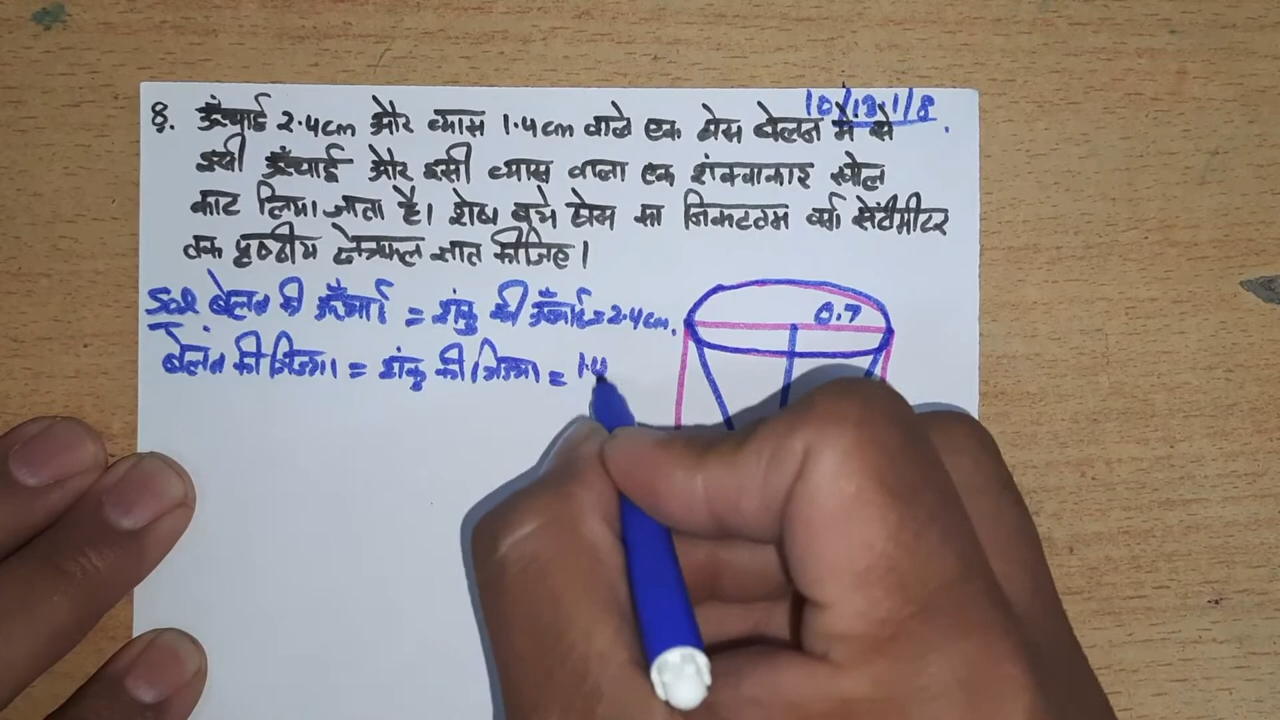 10/13.1/8.
8. ऊँचाई 2.4cm और व्यास 1.4cm वाले एक ठोस बेलन में से
इसी ऊँचाई और इसी व्यास वाला एक शंक्वाकार खोल
काट लिया जाता है। शेष बचे ठोस का निकटतम वर्ग सेंटीमीटर
तक पृष्ठीय क्षेत्रफल ज्ञात कीजिए।
Sol बेलन की ऊँचाई = शंकु की ऊँचाई = 2.4cm.
0.7
बेलन की त्रिज्या = शंकु की त्रिज्या = 1.4